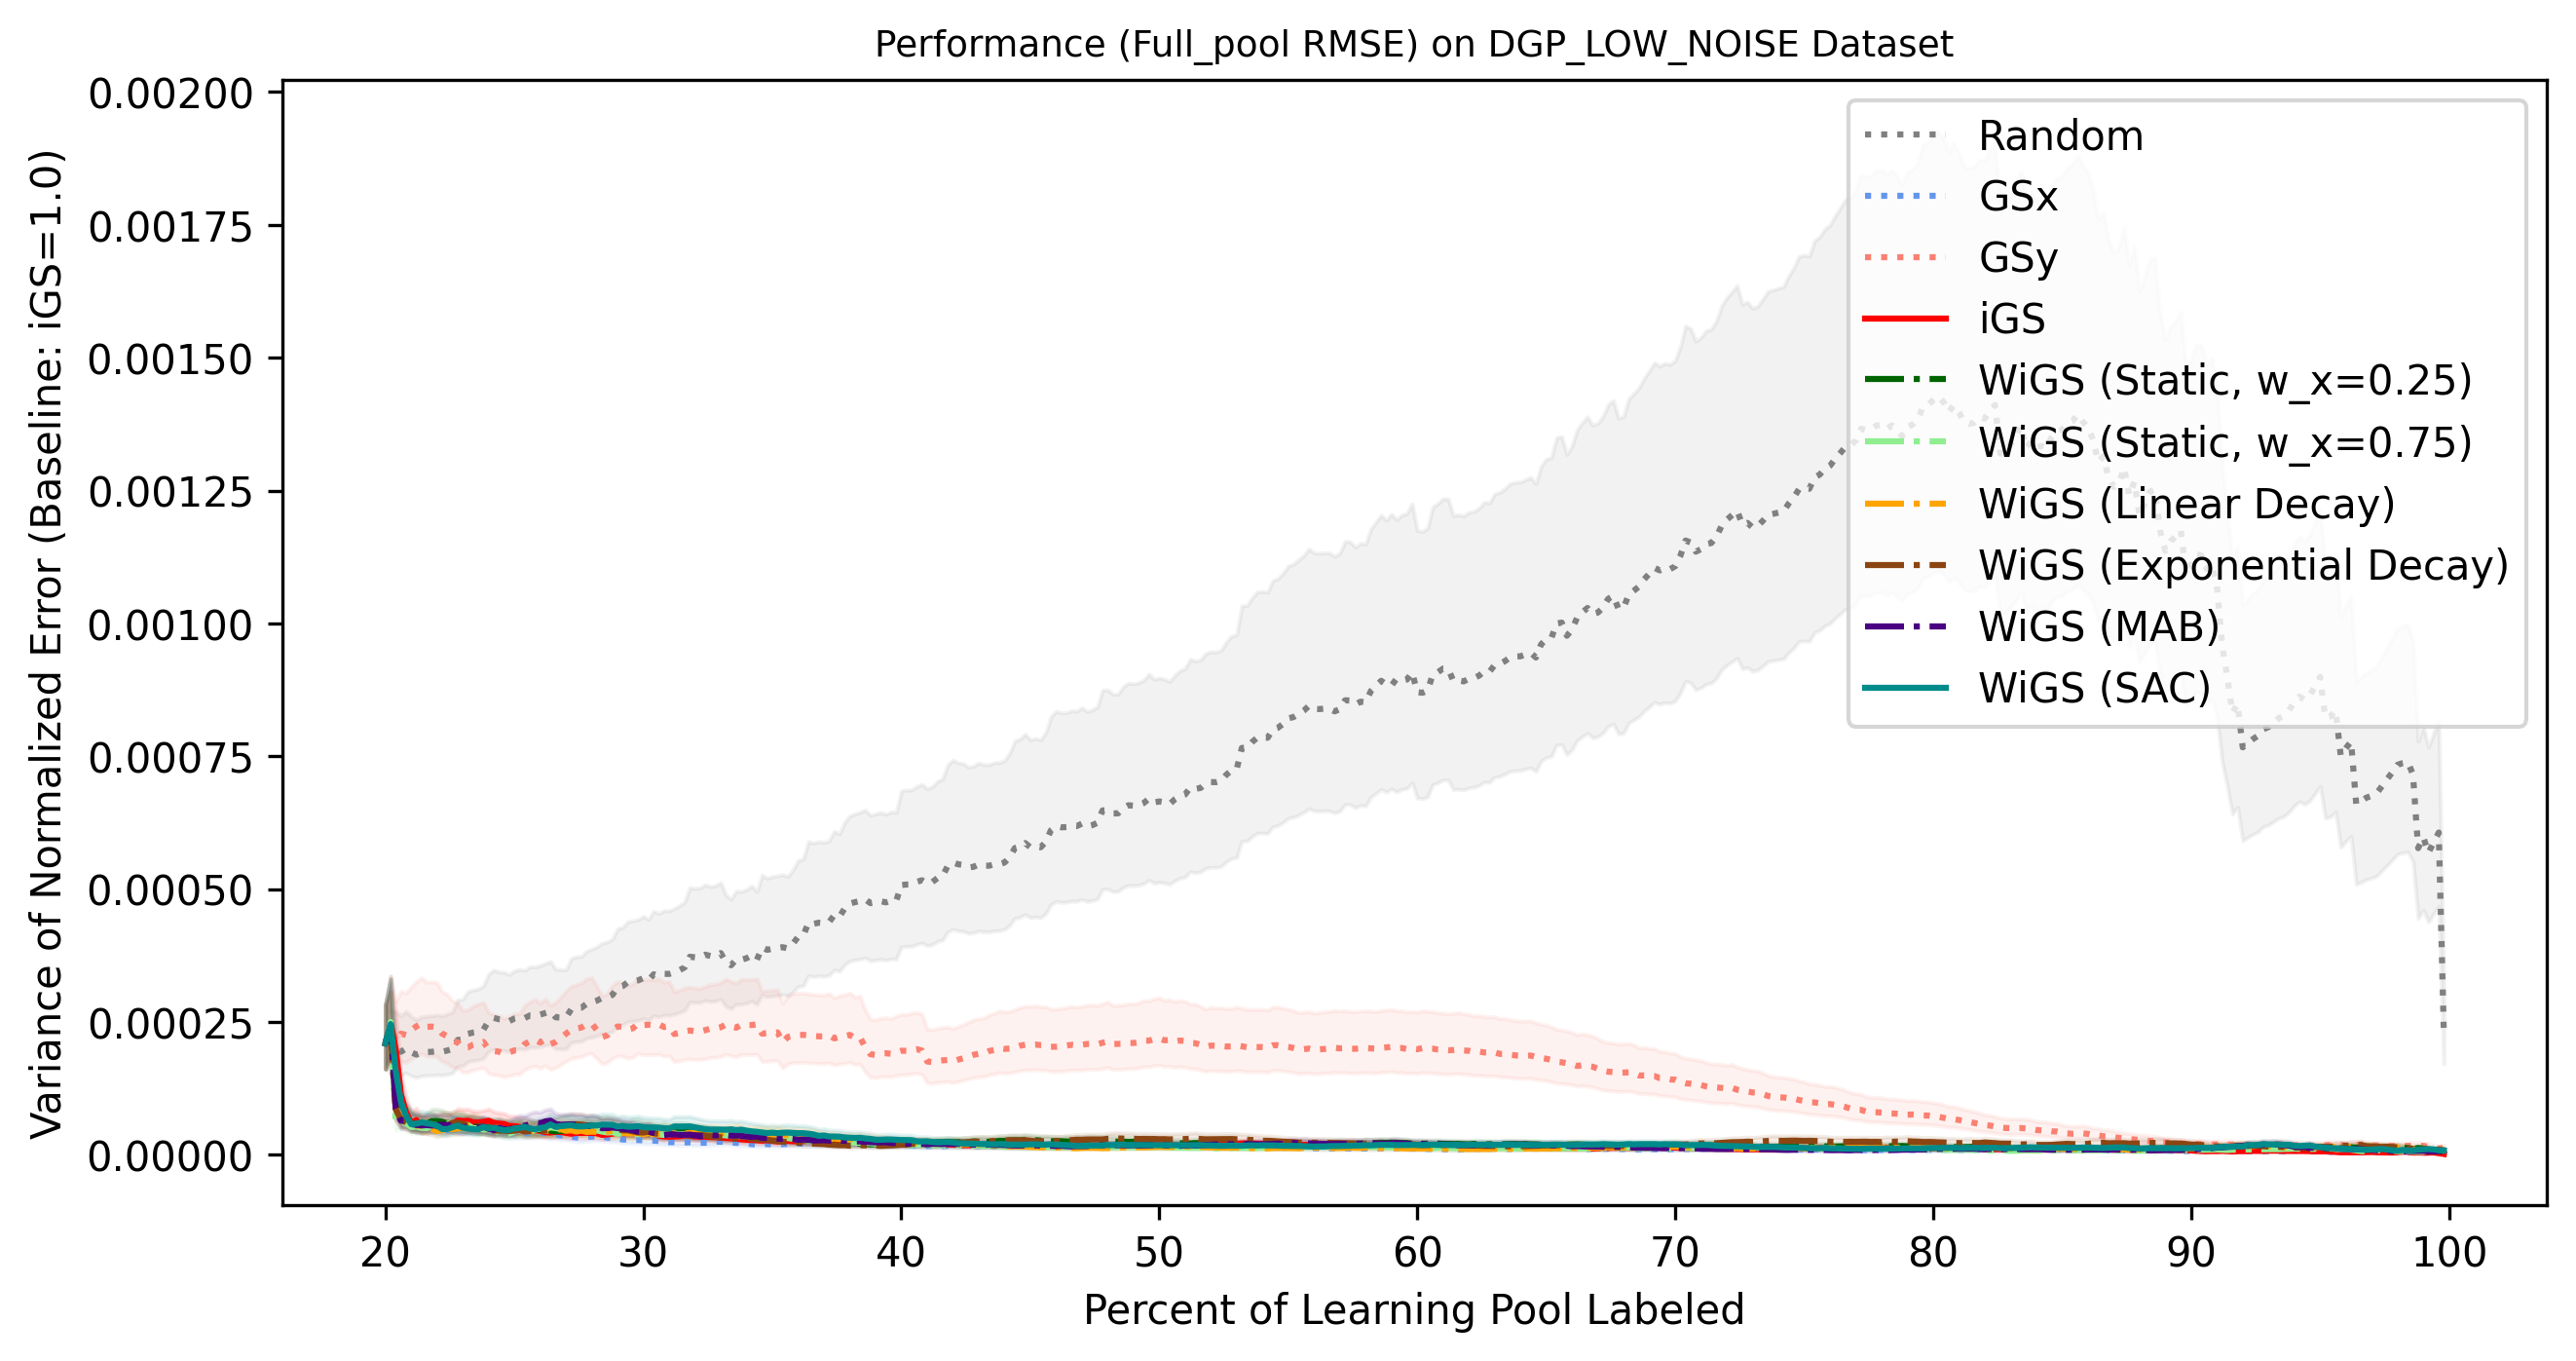 Performance (Full_pool RMSE) on DGP_LOW_NOISE Dataset
Variance of Normalized Error (Baseline: iGS=1.0)
0.00200
0.00175
0.00150
0.00125
0.00100
0.00075
0.00050
0.00025
0.00000
Random
GSx
GSy
iGS
WiGS (Static, w_x=0.25)
WiGS (Static, w_x=0.75)
WiGS (Linear Decay)
WiGS (Exponential Decay)
WiGS (MAB)
WiGS (SAC)
20 30 40 50 60 70 80 90 100
Percent of Learning Pool Labeled